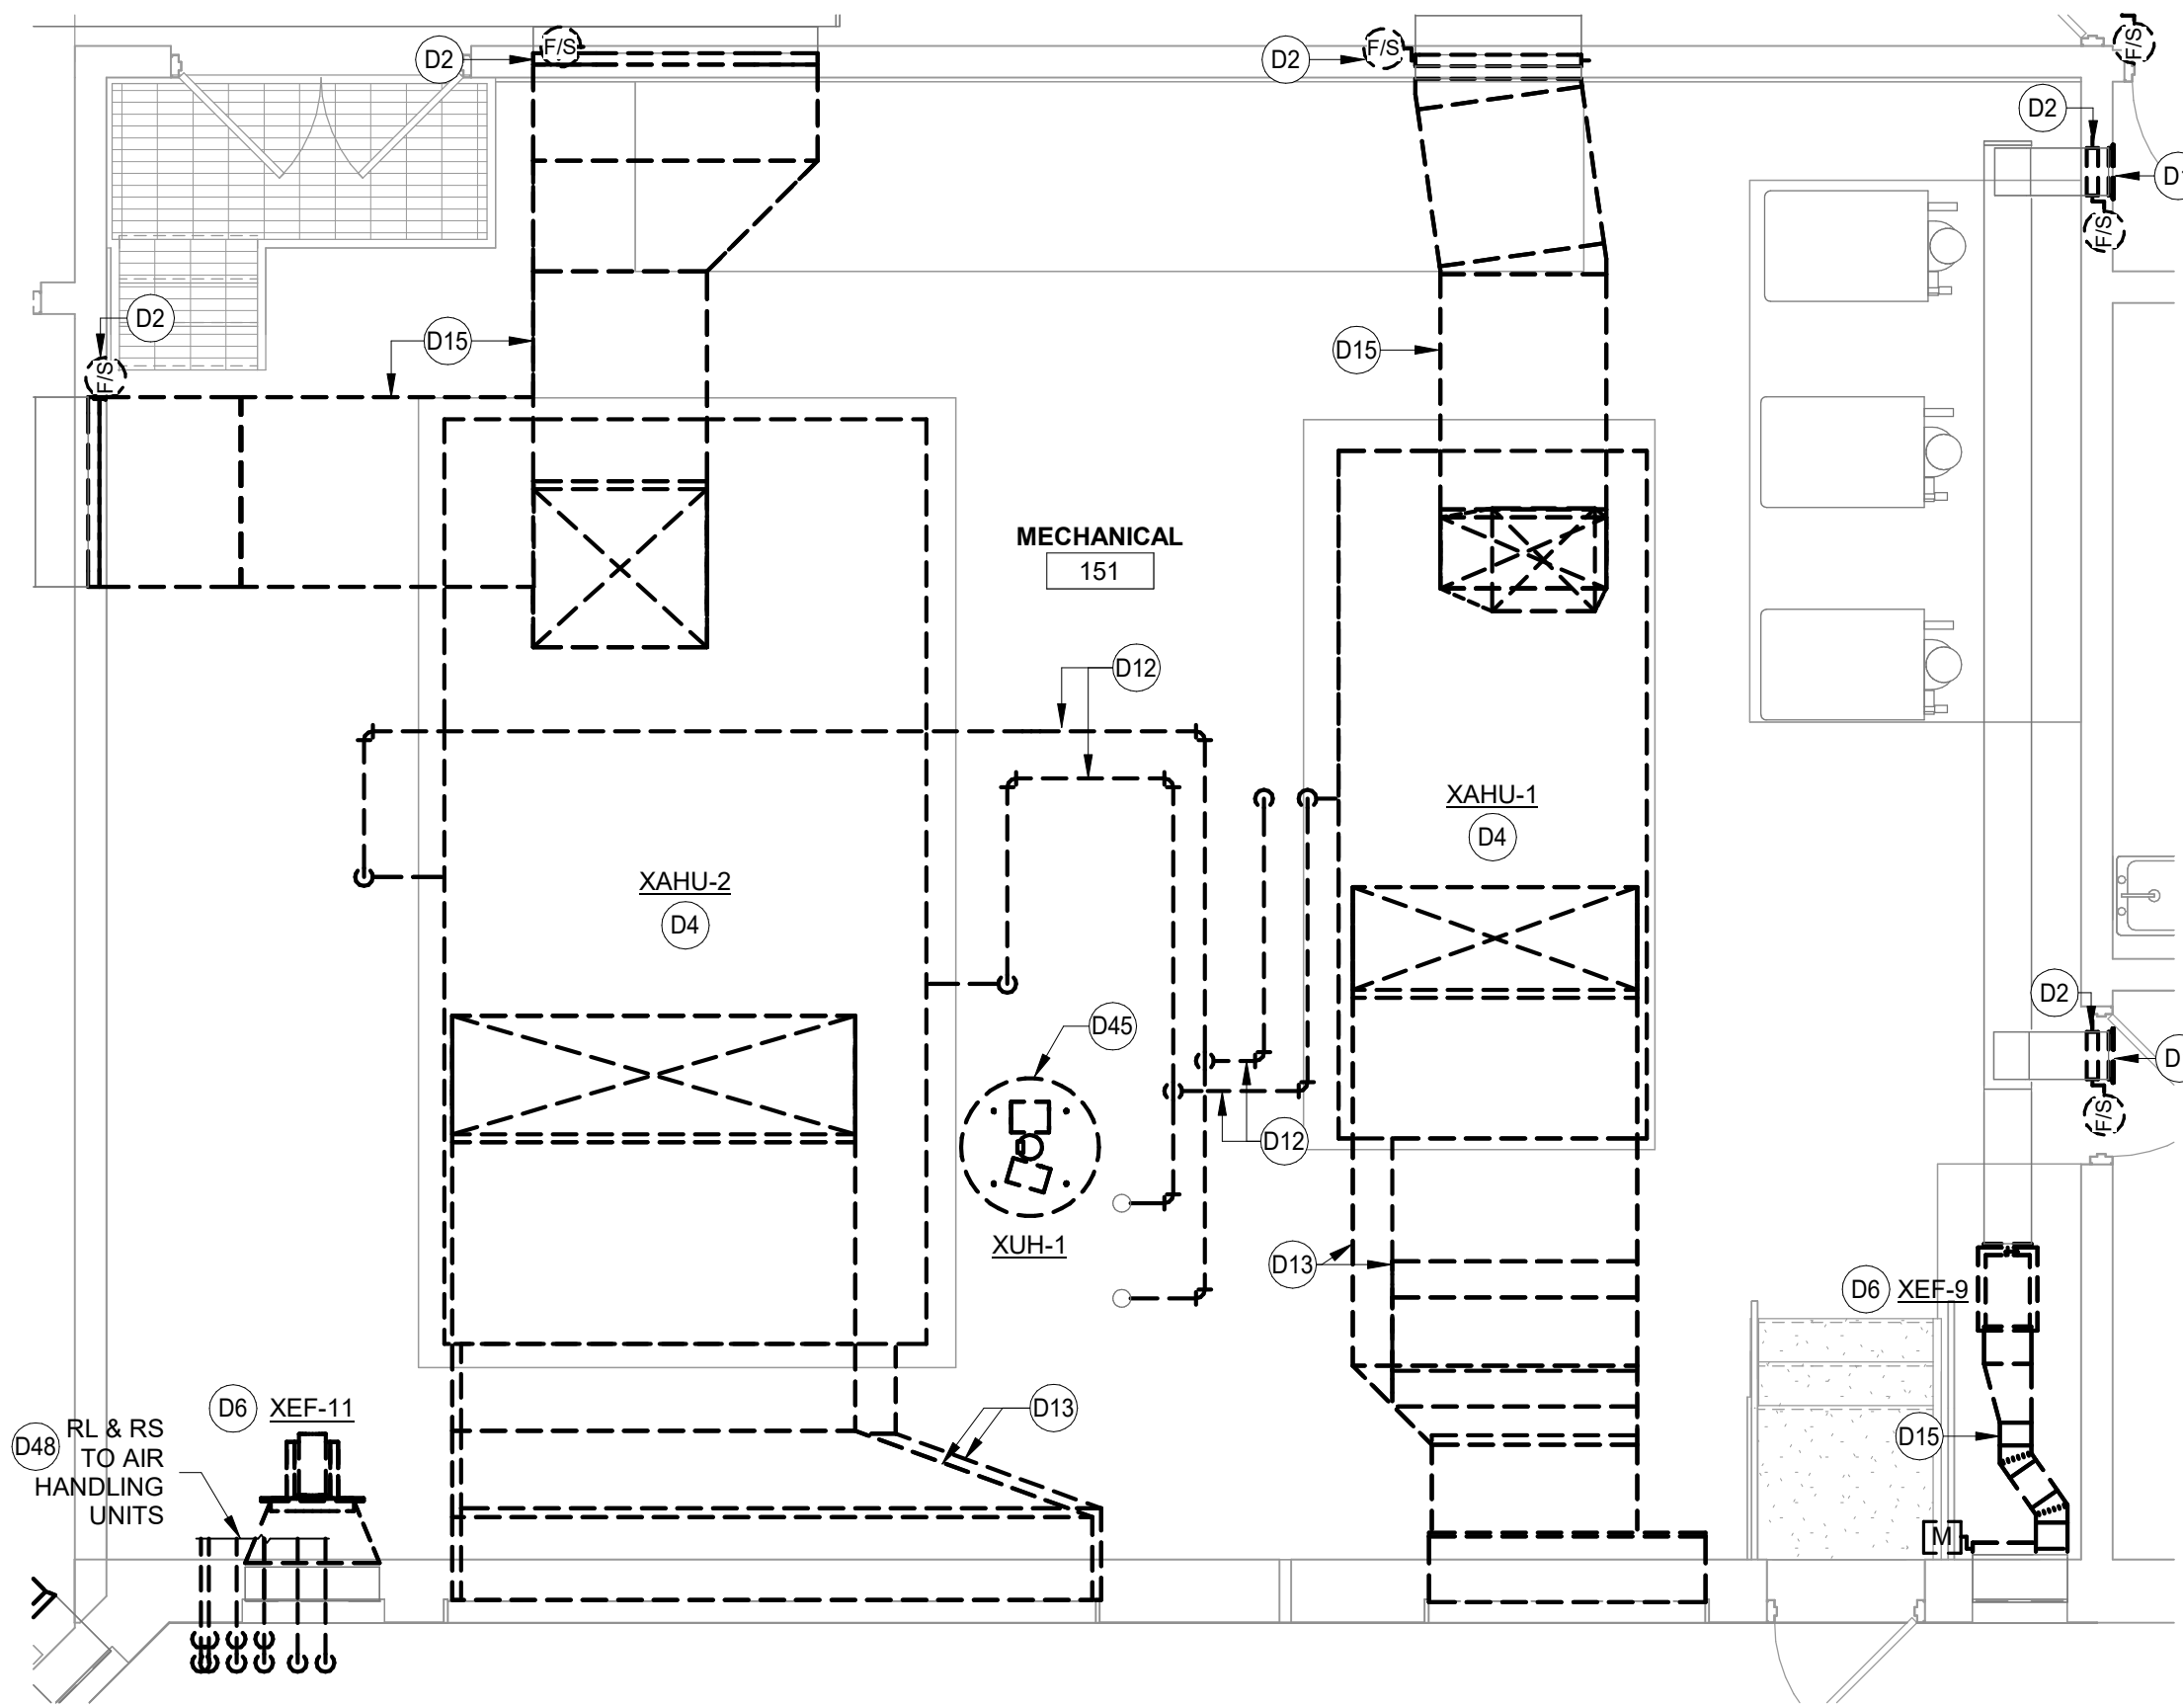 D2
F/S
D2
F/S
F/S
D2
D1
F/S
D2
F/S
D15
D15
MECHANICAL
151
D12
XAHU-1
D4
XAHU-2
D4
D2
D45
D
F/S
D12
XUH-1
D13
D6 XEF-9
D6 XEF-11
D13
D48 RL & RS
TO AIR
HANDLING
UNITS
D15
M